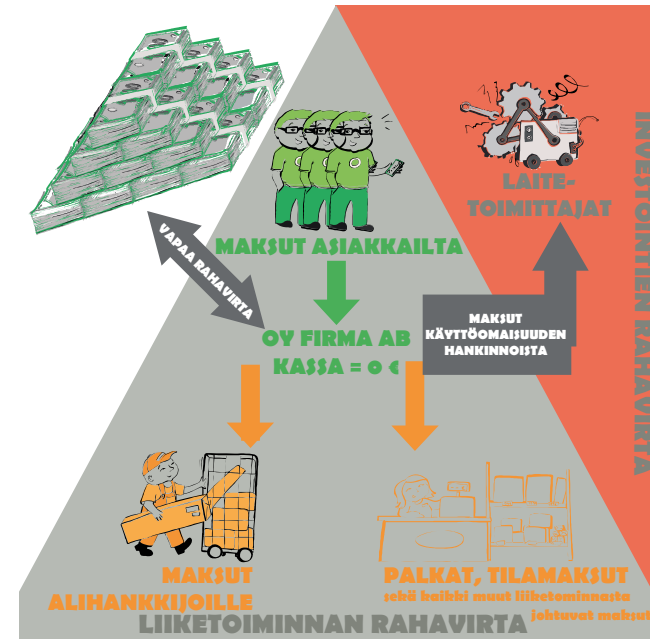 LAITE-
TOIMITTAJAT
INVESTOINTIEN RAHAVIRTA
MAKSUT ASIAKKAILTA
VAPAA RAHAVIRTA
MAKSUT
KÄYTTÖOMAISUUDEN
HANKINNOISTA
OY FIRMA AB
KASSA = 0 €
MAKSUT
ALIHANKKIJOILLE
PALKAT, TILAMAKSUT
sekä kaikki muut liiketoiminnasta
johtuvat maksut
LIIKETOIMINNAN RAHAVIRTA